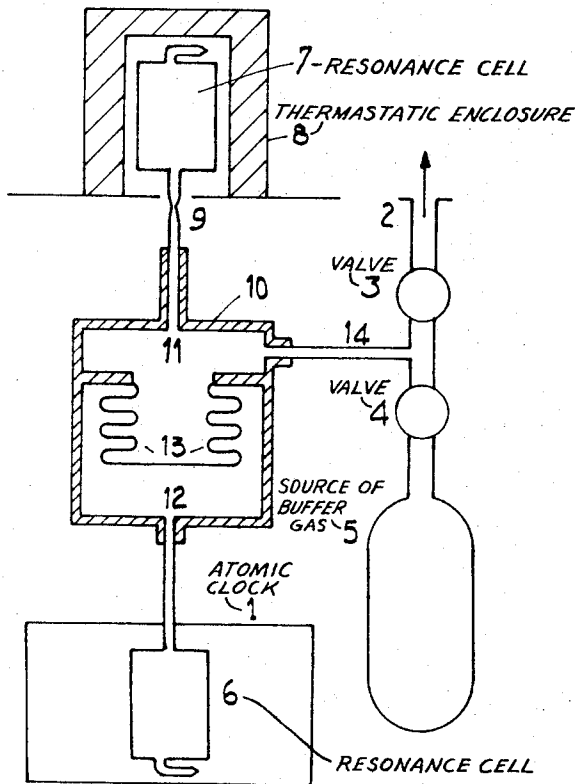 7-RESONANCE CELL
THERMASTATIC ENCLOSURE
8
2
9
VALVE
3
10
11
14
VALVE
4
13
12
SOURCE OF
BUFFER
GAS 5
ATOMIC
CLOCK
1
6
RESONANCE CELL